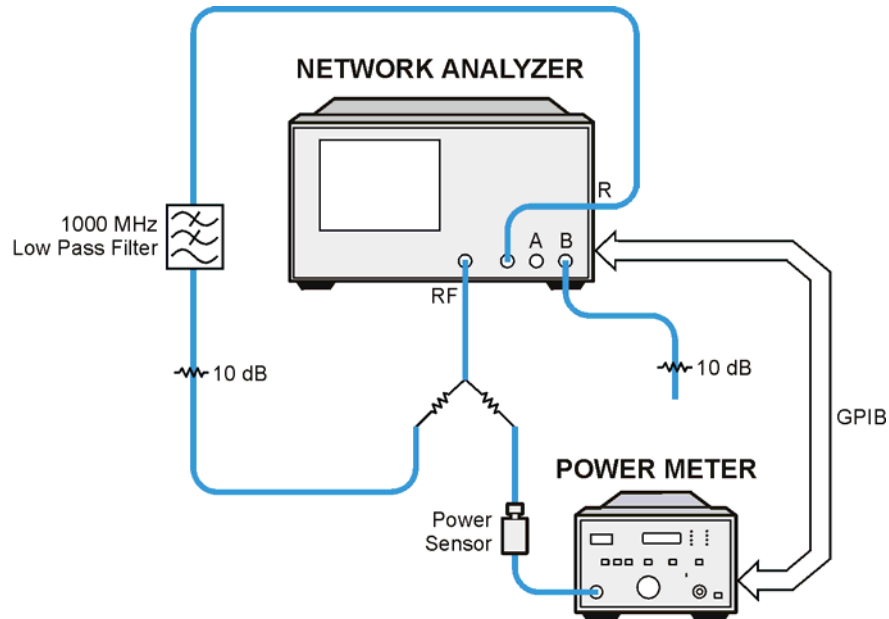 NETWORK ANALYZER
R
1000 MHz
Low Pass Filter
A
B
RF
10 dB
10 dB
GPIB
POWER METER
Power
Sensor